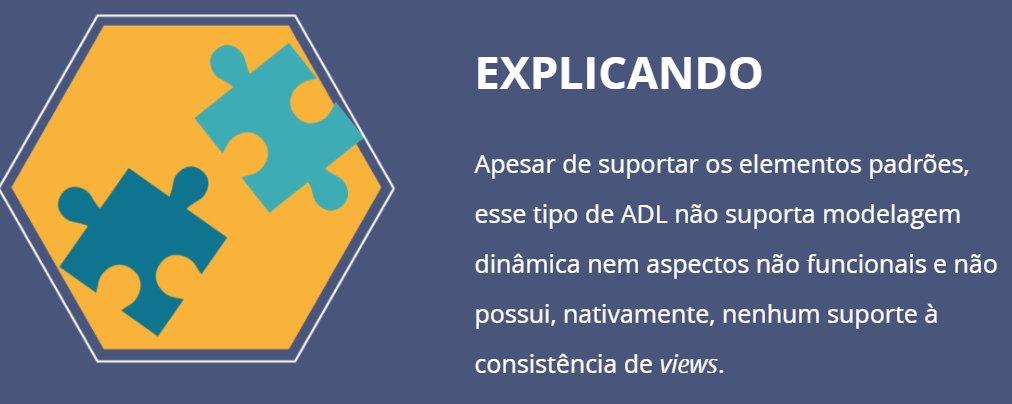 EXPLICANDO
Apesar de suportar os elementos padrões,
esse tipo de ADL não suporta modelagem
dinâmica nem aspectos não funcionais e não
possui, nativamente, nenhum suporte à
consistência de views.